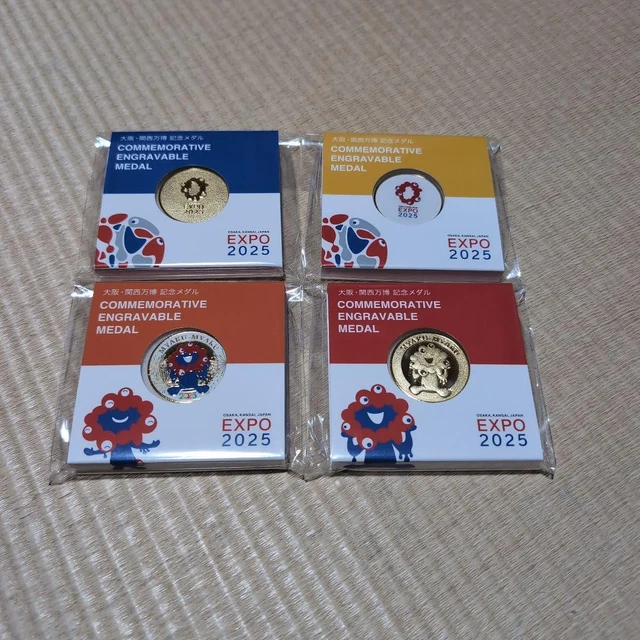 大阪・関西万博 記念メダル
COMMEMORATIVE
ENGRAVABLE
MEDAL
EXPO
2025
OSAKA, KANSAI, JAPAN
EXPO
2025
大阪・関西万博 記念メダル
COMMEMORATIVE
ENGRAVABLE
MEDAL
EXPO
2025
OSAKA, KANSAI, JAPAN
EXPO
2025
大阪・関西万博 記念メダル
COMMEMORATIVE
ENGRAVABLE
MEDAL
MYAKU-MYAKU
OSAKA, KANSAI, JAPAN
EXPO
2025
大阪・関西万博 記念メダル
COMMEMORATIVE
ENGRAVABLE
MEDAL
MYAKU-MYAKU
OSAKA, KANSAI, JAPAN
EXPO
2025